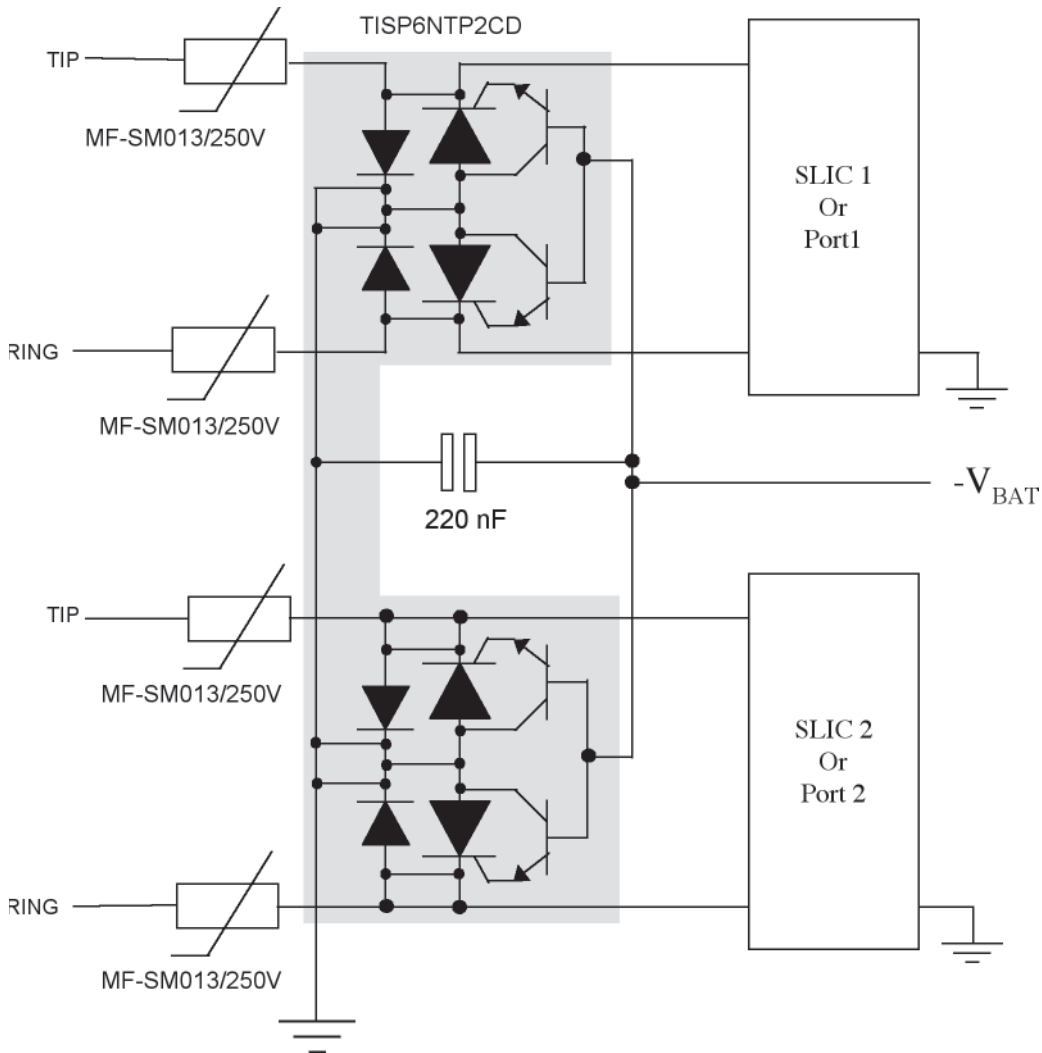 TISP6NTP2CD
TIP
MF-SM013/250V
SLIC 1
Or
Port1
RING
MF-SM013/250V
220 nF
-VBAT
TIP
MF-SM013/250V
SLIC 2
Or
Port 2
RING
MF-SM013/250V